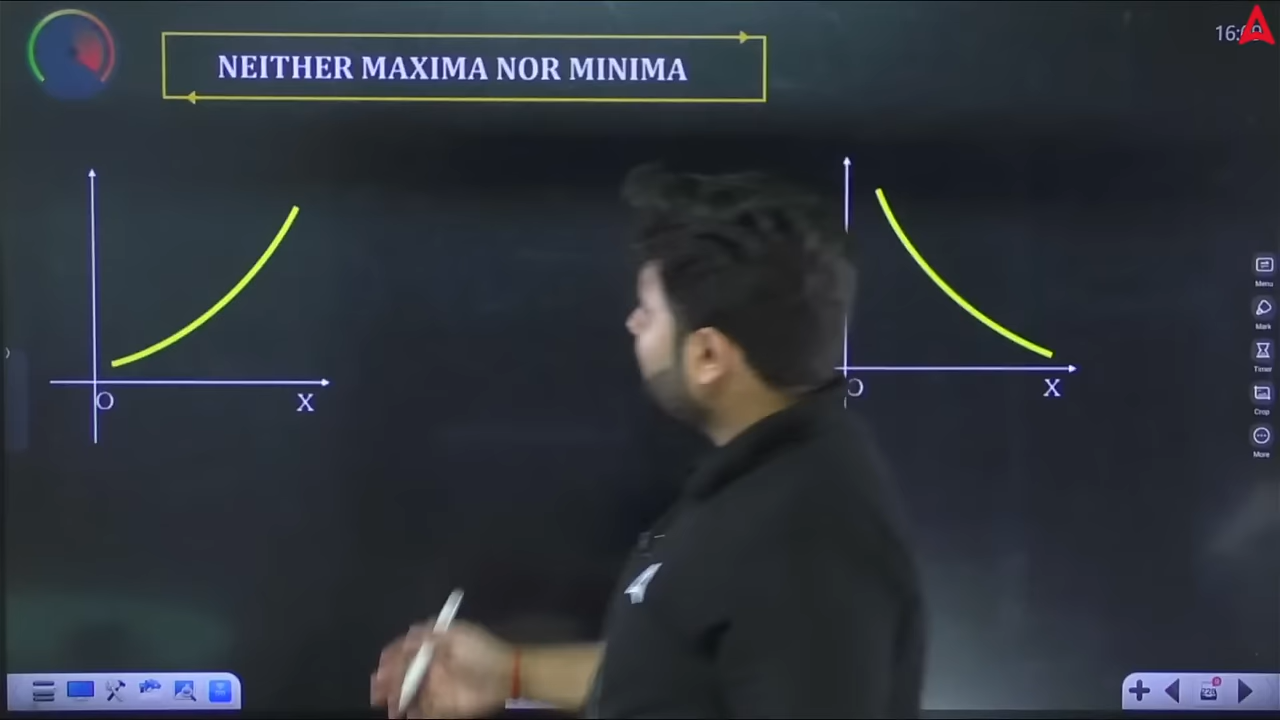 NEITHER MAXIMA NOR MINIMA
O
X
O
X
Menu
Mark
Timer
Crop
More